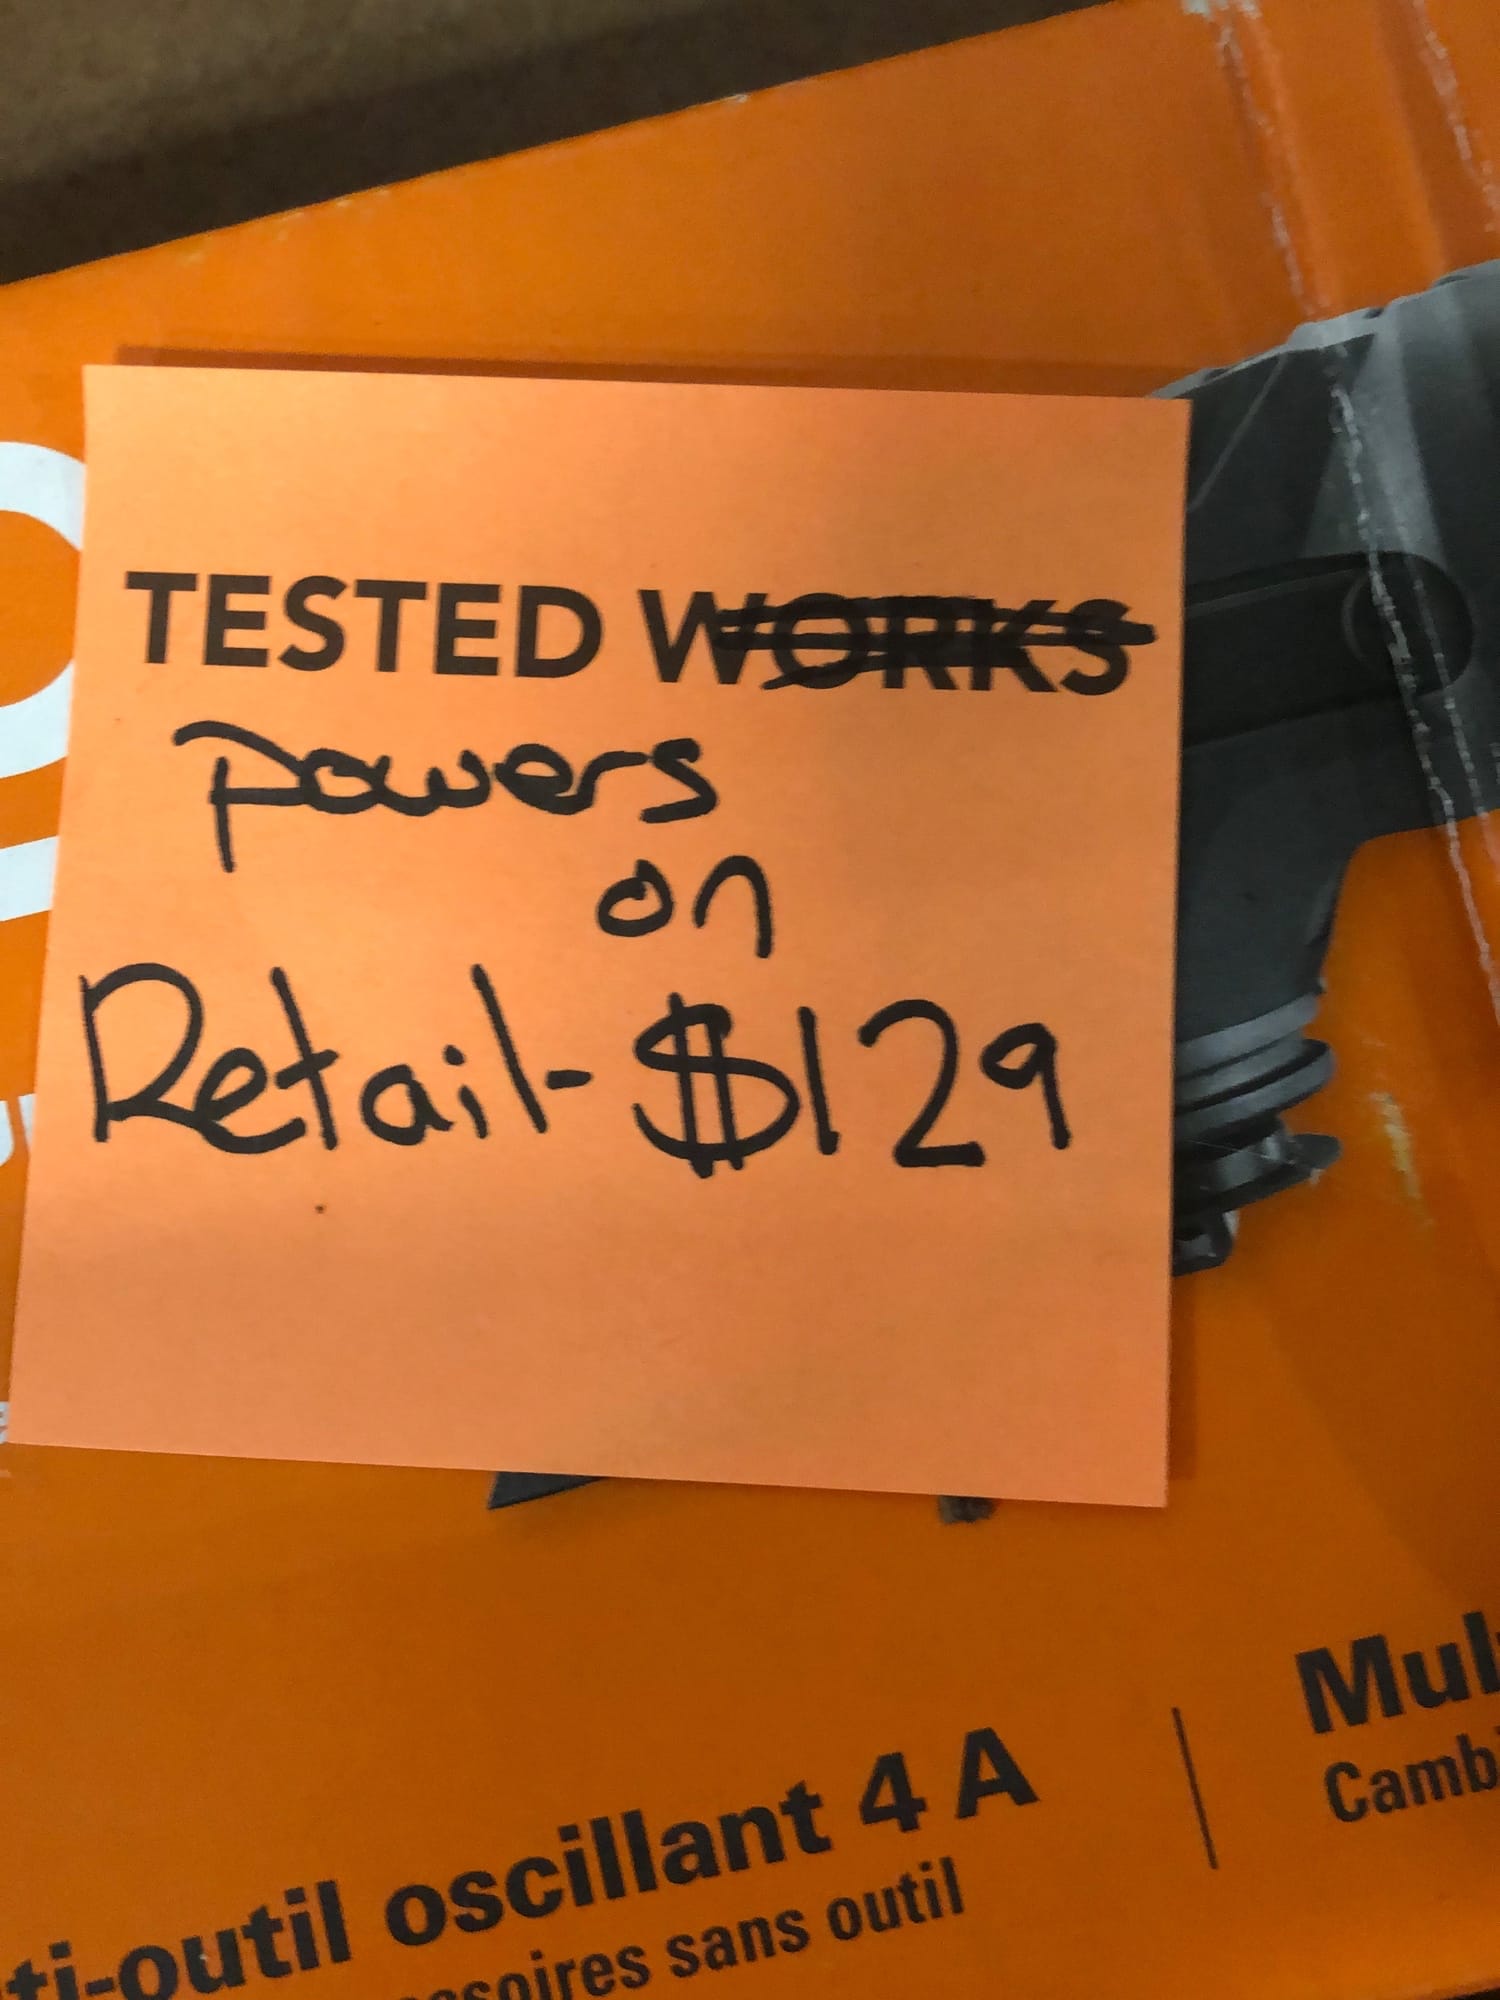 TESTED WORKS
powers
on
Retail- $129
ti-outil oscillant 4 A
ssoires sans outil
Mul
Camb